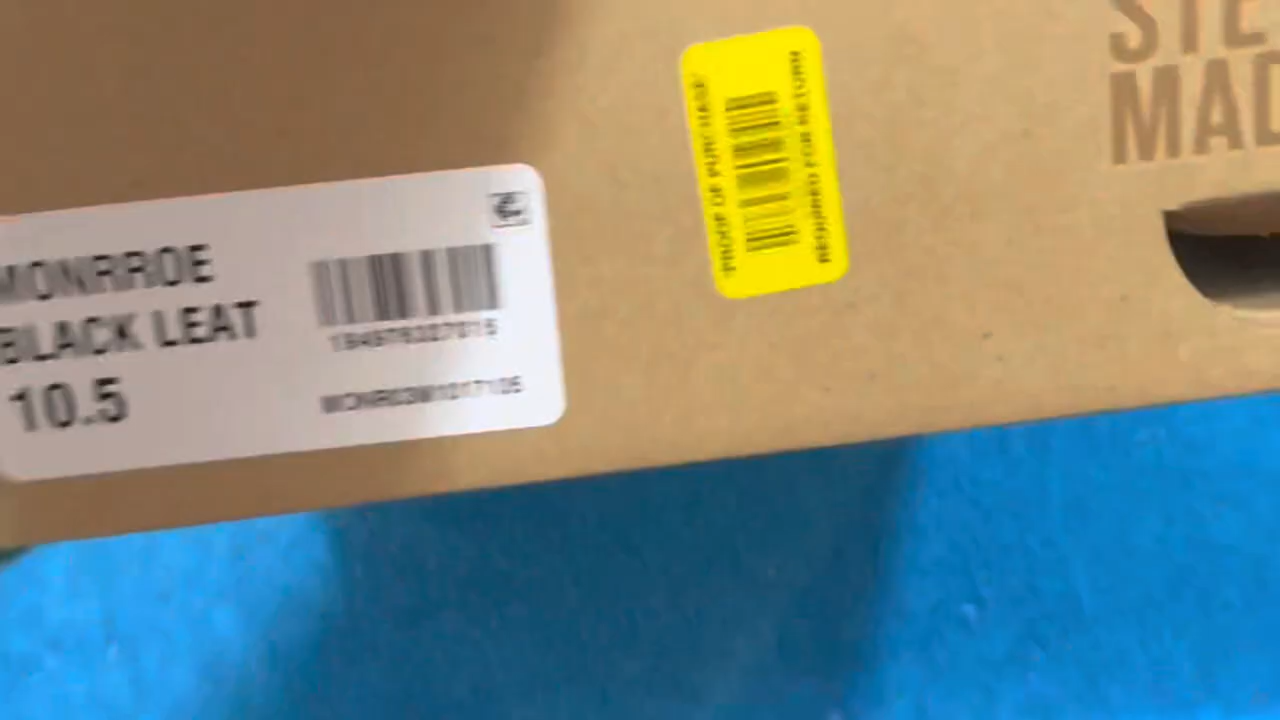 MONRROE
BLACK LEAT
10.5
PROOF OF PURCHASE
REQUIRED FOR RETURN
STE
MAD